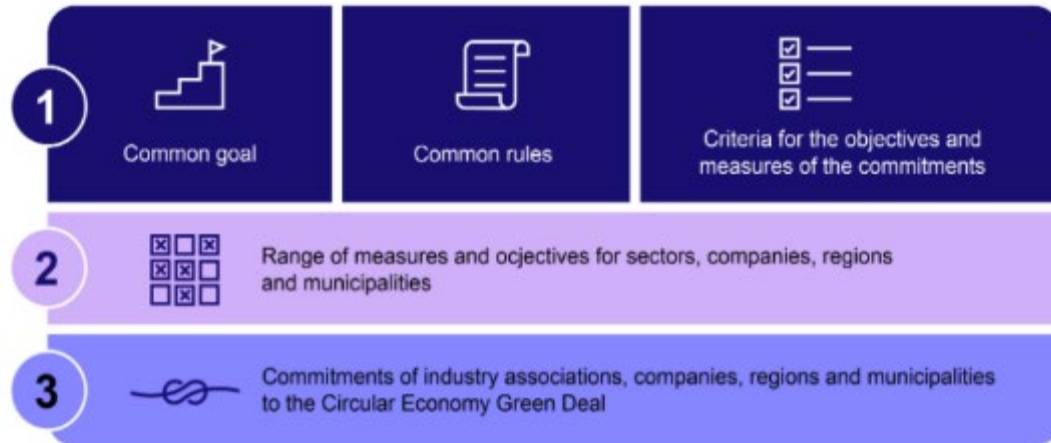 1
Common goal
Common rules
Criteria for the objectives and
measures of the commitments
2
Range of measures and ocjectives for sectors, companies, regions
and municipalities
3
Commitments of industry associations, companies, regions and municipalities
to the Circular Economy Green Deal